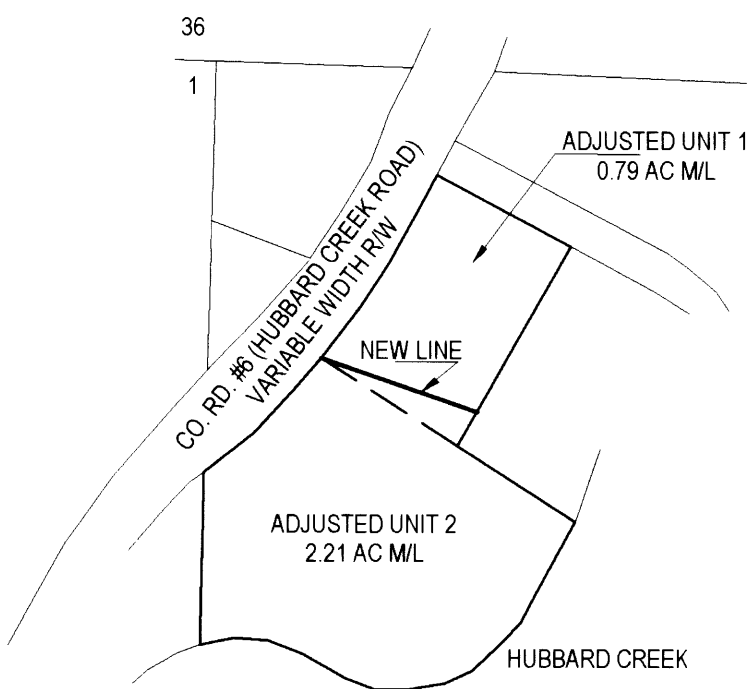 36
1
ADJUSTED UNIT 1
0.79 AC M/L
CO. RD. #6 (HUBBARD CREEK ROAD)
VARIABLE WIDTH R/W
NEW LINE
ADJUSTED UNIT 2
2.21 AC M/L
HUBBARD CREEK